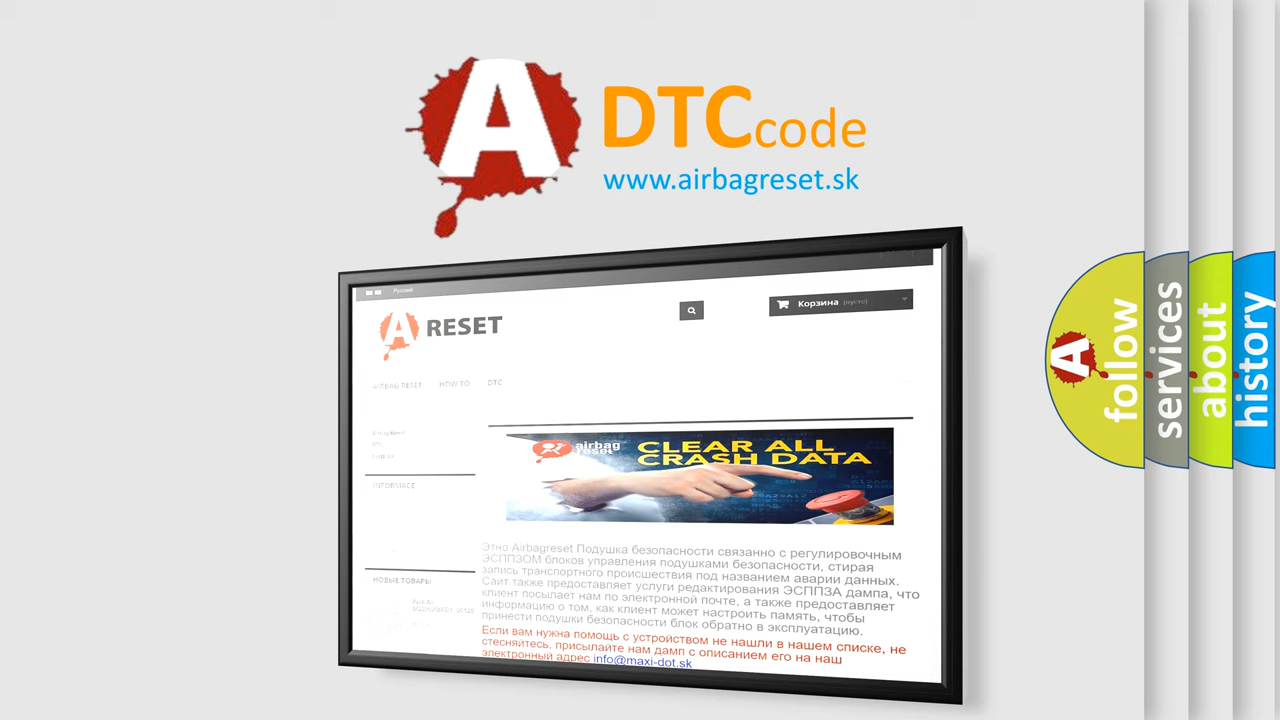 A
DTCcode
www.airbagreset.sk
Русский
A RESET
Корзина (пусто)
AIRBAG RESET HOW TO DTC
Airbag Reset
DTC
INFORMACE
airbag
reset
CLEAR ALL
CRASH DATA
Этно Airbagreset Подушка безопасности связанно с регулировочным
ЭСППЗОМ блоков управления подушками безопасности, стирая
запись транспортного происшествия под названием аварии данных.
Сайт также предоставляет услуги редактирования ЭСППЗА дампа, что
клиент посылает нам по электронной почте, а также предоставляет
информацию о том, как клиент может настроить память, чтобы
принести подушки безопасности блок обратно в эксплуатацию.
Если вам нужна помощь с устройством не нашли в нашем списке, не
стесняйтесь, присылайте нам дамп с описанием его на наш
электронный адрес info@maxi-dot.sk
НОВЫЕ ТОВАРЫ
A
follow
services
about
history